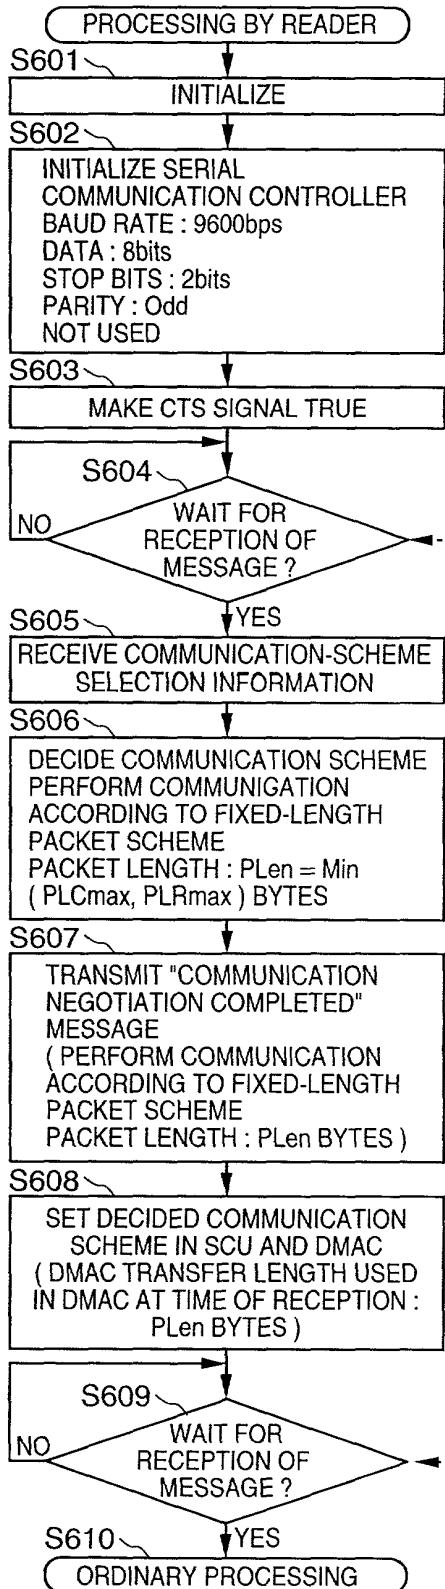 PROCESSING BY READER
S601
INITIALIZE
S602
INITIALIZE SERIAL
COMMUNICATION CONTROLLER
BAUD RATE : 9600bps
DATA : 8bits
STOP BITS : 2bits
PARITY : Odd
NOT USED
S603
MAKE CTS SIGNAL TRUE
S604
NO
WAIT FOR
RECEPTION OF
MESSAGE ?
YES
S605
RECEIVE COMMUNICATION-SCHEME
SELECTION INFORMATION
S606
DECIDE COMMUNICATION SCHEME
PERFORM COMMUNIGATION
ACCORDING TO FIXED-LENGTH
PACKET SCHEME
PACKET LENGTH : PLen = Min
( PLCmax, PLRmax ) BYTES
S607
TRANSMIT "COMMUNICATION
NEGOTIATION COMPLETED"
MESSAGE
( PERFORM COMMUNICATION
ACCORDING TO FIXED-LENGTH
PACKET SCHEME
PACKET LENGTH : PLen BYTES )
S608
SET DECIDED COMMUNICATION
SCHEME IN SCU AND DMAC
( DMAC TRANSFER LENGTH USED
IN DMAC AT TIME OF RECEPTION :
PLen BYTES )
S609
NO
WAIT FOR
RECEPTION OF
MESSAGE ?
YES
S610
ORDINARY PROCESSING